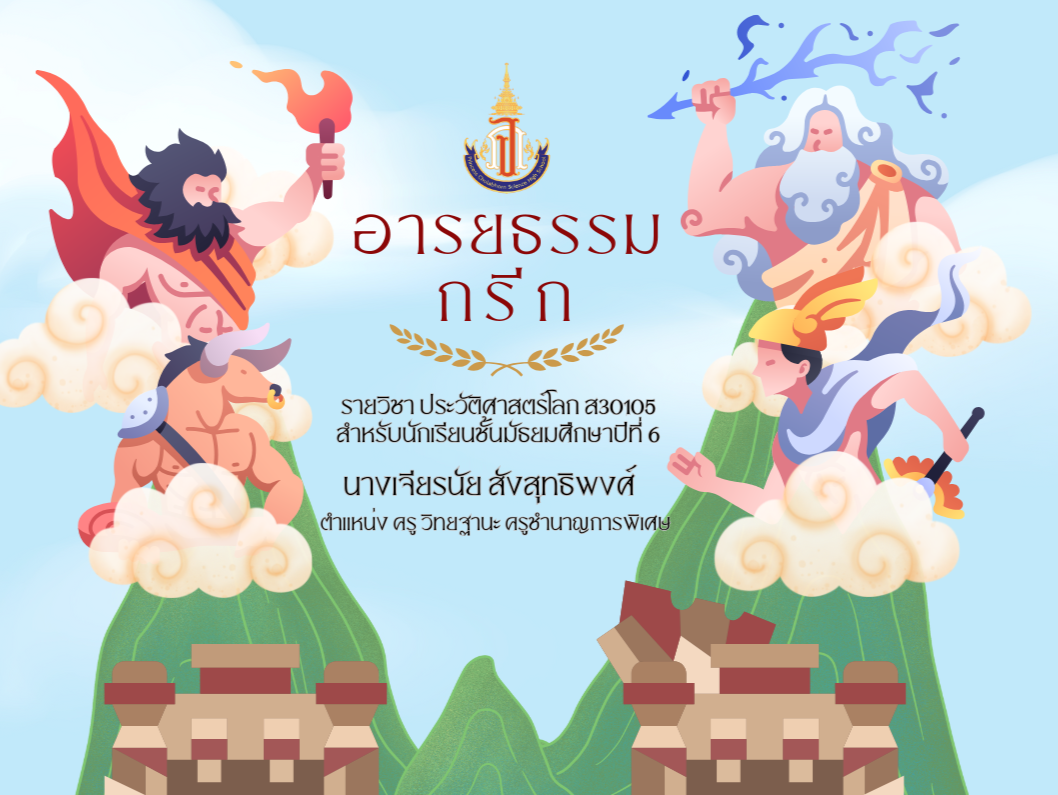 Princess Chulabhorn Science High School
อารยธรรม
กรีก
รายวิชา ประวัติศาสตร์โลก ส30105
สำหรับนักเรียนชั้นมัธยมศึกษาปีที่ 6
นางเจียรนัย สังสุทธิพงศ์
ตำแหน่ง ครู วิทยฐานะ ครูชำนาญการพิเศษ